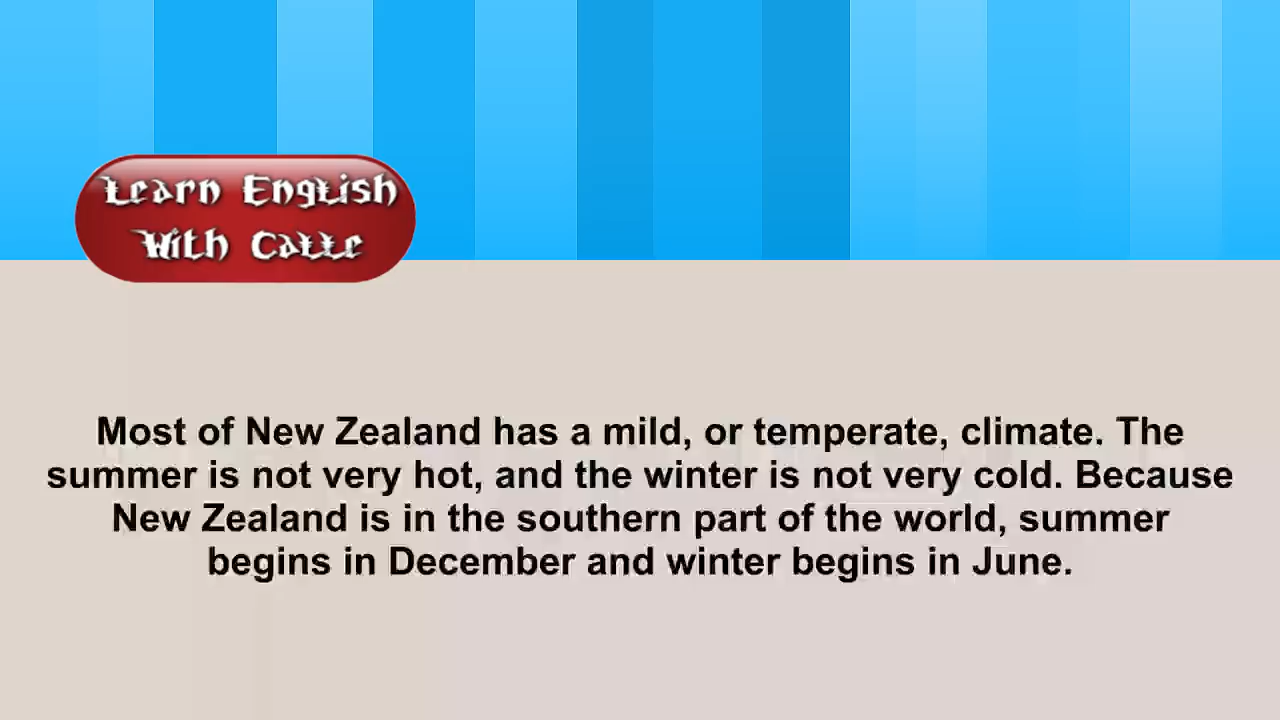 Learn English
With Calle
Most of New Zealand has a mild, or temperate, climate. The
summer is not very hot, and the winter is not very cold. Because
New Zealand is in the southern part of the world, summer
begins in December and winter begins in June.